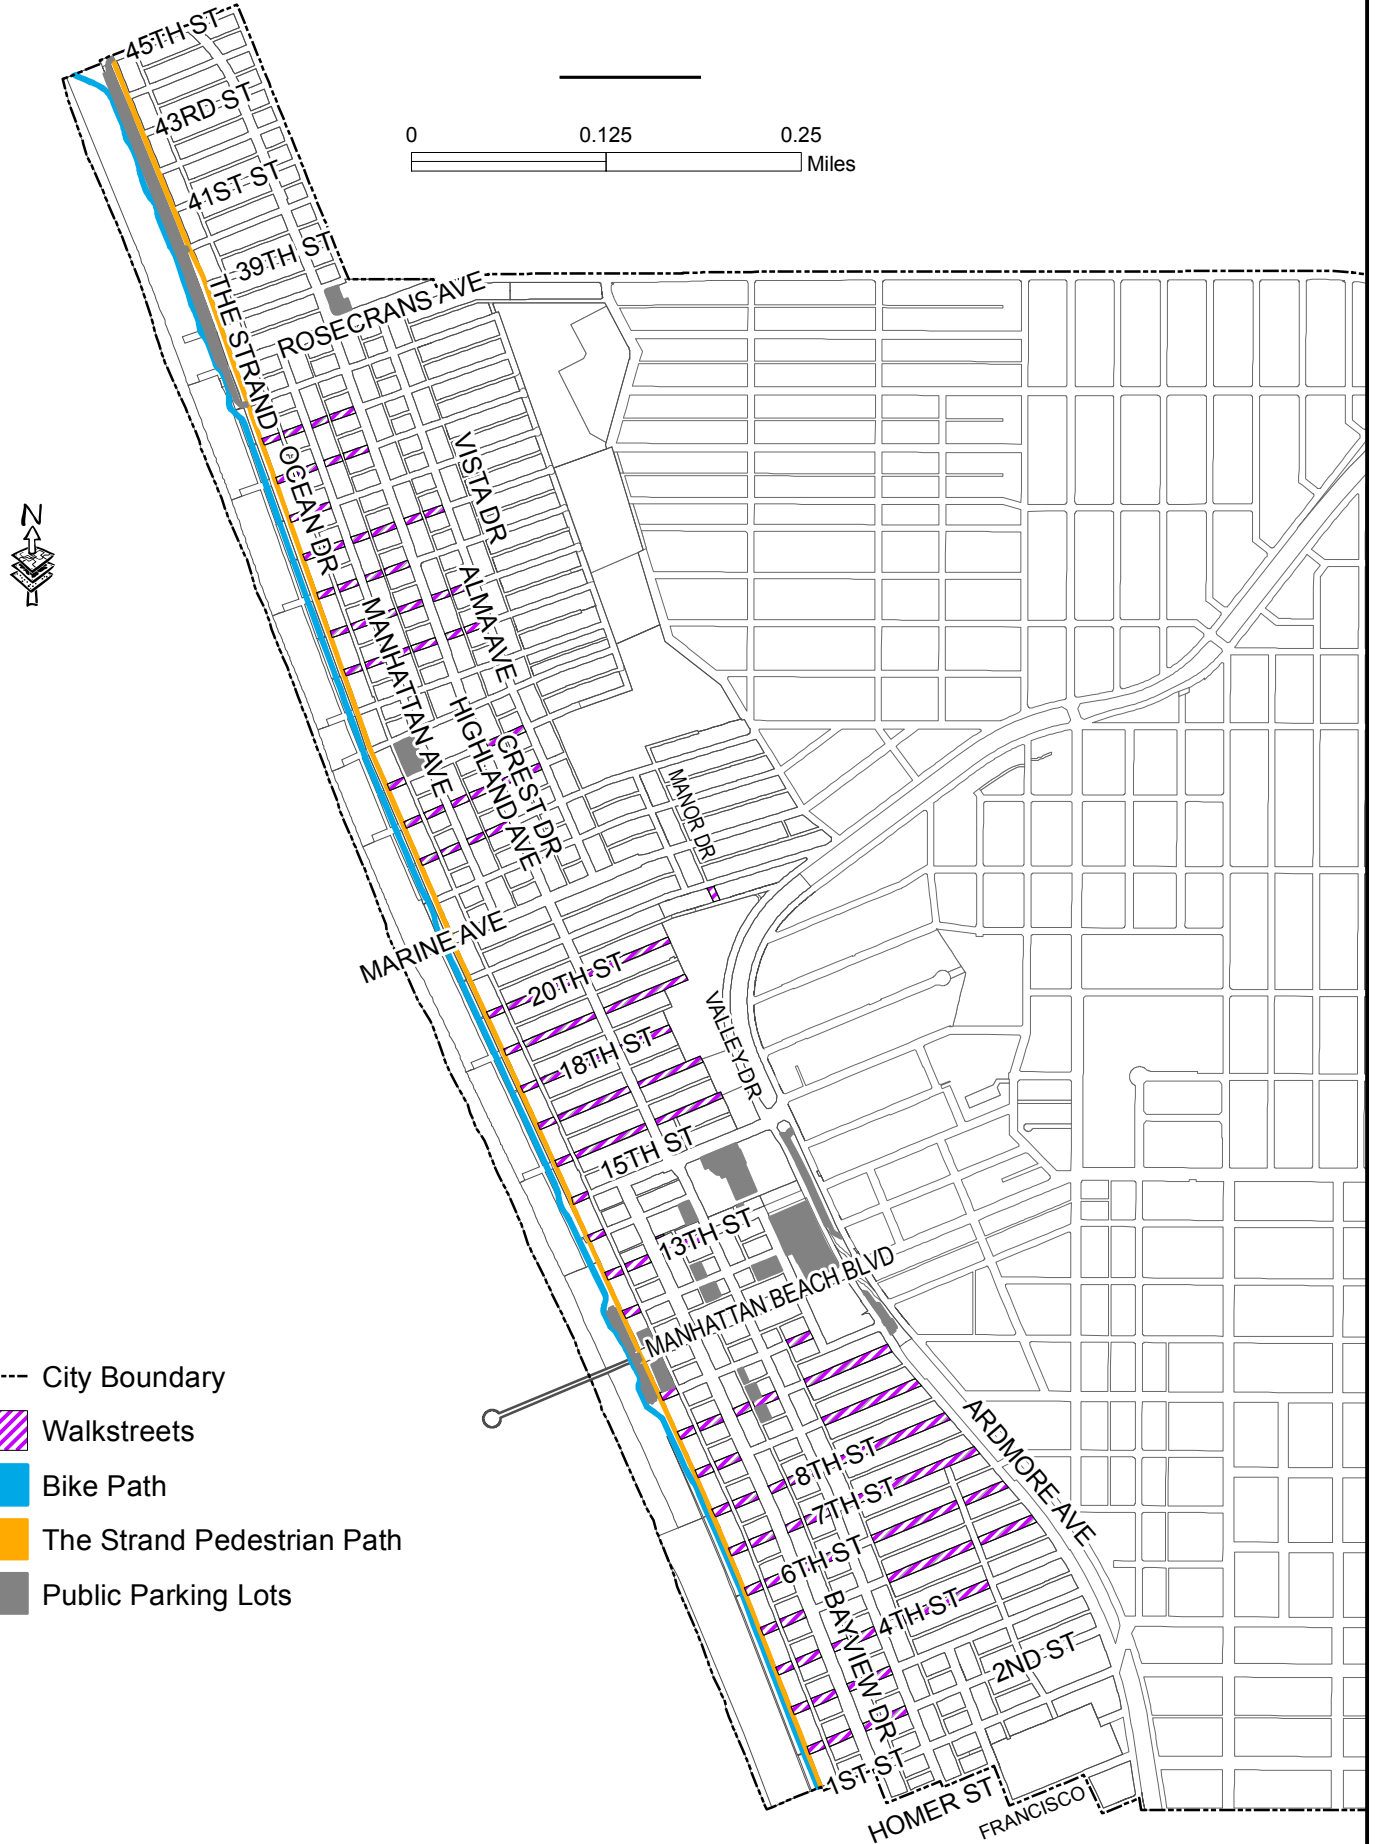 45TH ST
43RD ST
0 0.125 0.25
Miles
41ST ST
39TH ST
ROSECRANS AVE
THE STRAND
OCEAN DR
VISTA DR
N
ALMA AVE
MANHATTAN AVE
HIGHLAND AVE
CREST DR
MANOR DR
MARINE AVE
20TH ST
18TH ST
VALLEY DR
15TH ST
13TH ST
MANHATTAN BEACH BLVD
City Boundary
Walkstreets
Bike Path
The Strand Pedestrian Path
Public Parking Lots
ARDMORE AVE
8TH ST
7TH ST
6TH ST
4TH ST
BAYVIEW DR
2ND ST
1ST ST
HOMER ST
FRANCISCO